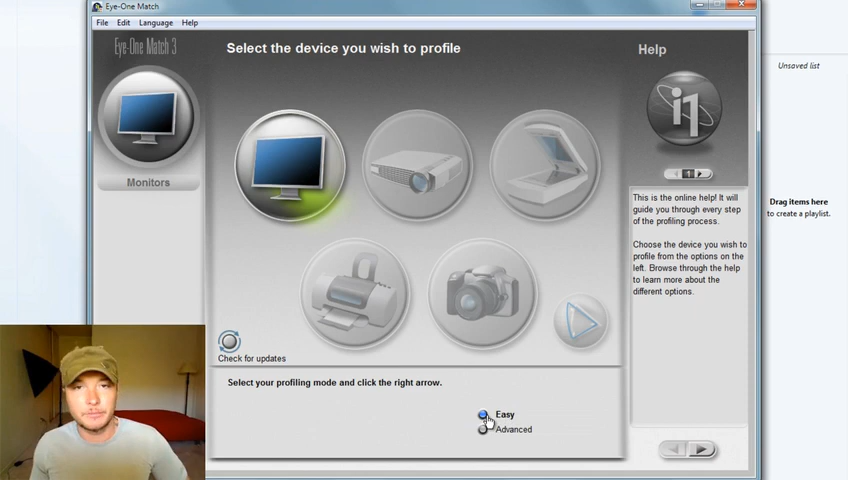 Eye-One Match
File Edit Language Help
Eye-One Match 3
Select the device you wish to profile
Help
Unsaved list
Monitors
This is the online help! It will
guide you through every step
of the profiling process.
Choose the device you wish to
profile from the options on the
left. Browse through the help
to learn more about the
different options.
Drag items here
to create a playlist.
Check for updates
Select your profiling mode and click the right arrow.
Easy
Advanced
i1